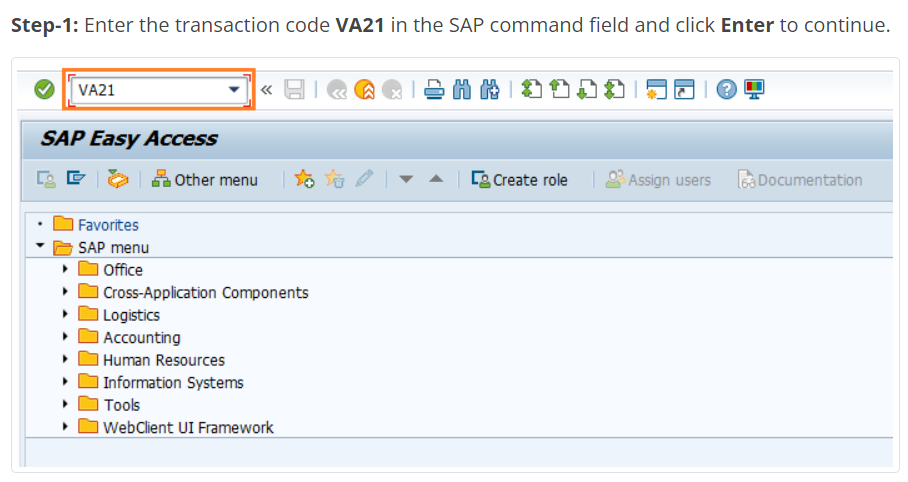 Step-1: Enter the transaction code VA21 in the SAP command field and click Enter to continue.
VA21
SAP Easy Access
Other menu Create role Assign users Documentation
Favorites
SAP menu
Office
Cross-Application Components
Logistics
Accounting
Human Resources
Information Systems
Tools
WebClient UI Framework